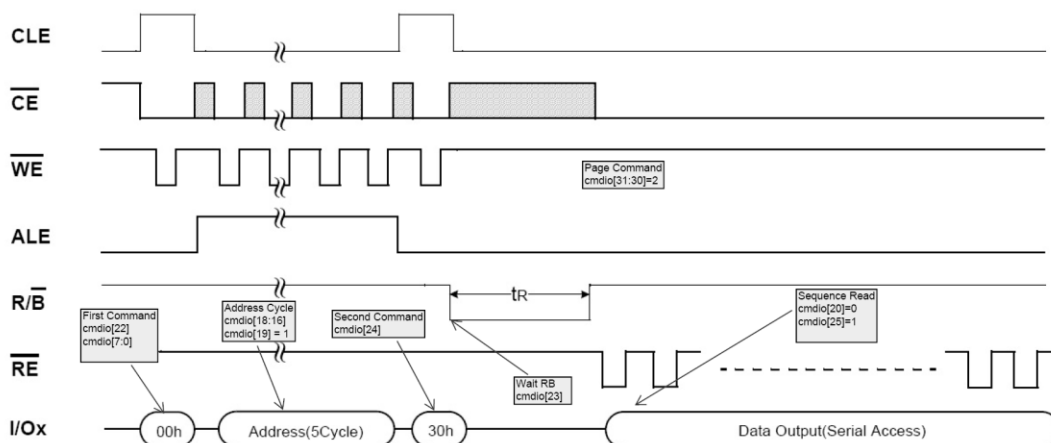 CLE
CE
WE
Page Command
cmdio[31:30]=2
ALE
R/B
tR
First Command
cmdio[22]
cmdio[7:0]
Address Cycle
cmdio[18:16]
cmdio[19] = 1
Second Command
cmdio[24]
Sequence Read
cmdio[20]=0
cmdio[25]=1
RE
Wait RB
cmdio[23]
I/Ox
00h
Address(5Cycle)
30h
Data Output(Serial Access)